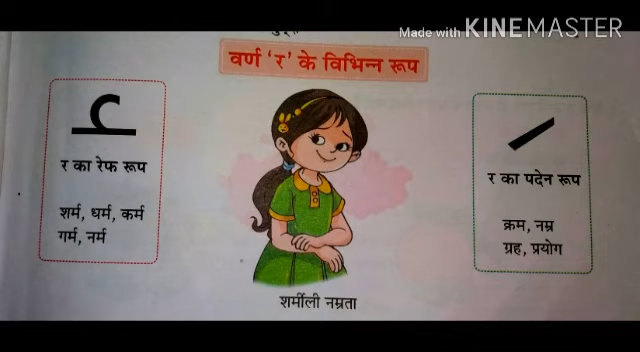 Made with KINEMASTER
वर्ण ‘र’ के विभिन्न रूप
र का रेफ रूप
शर्म, धर्म, कर्म
गर्म, नर्म
र का पदेन रूप
क्रम, नम्र
ग्रह, प्रयोग
शर्मीली नम्रता